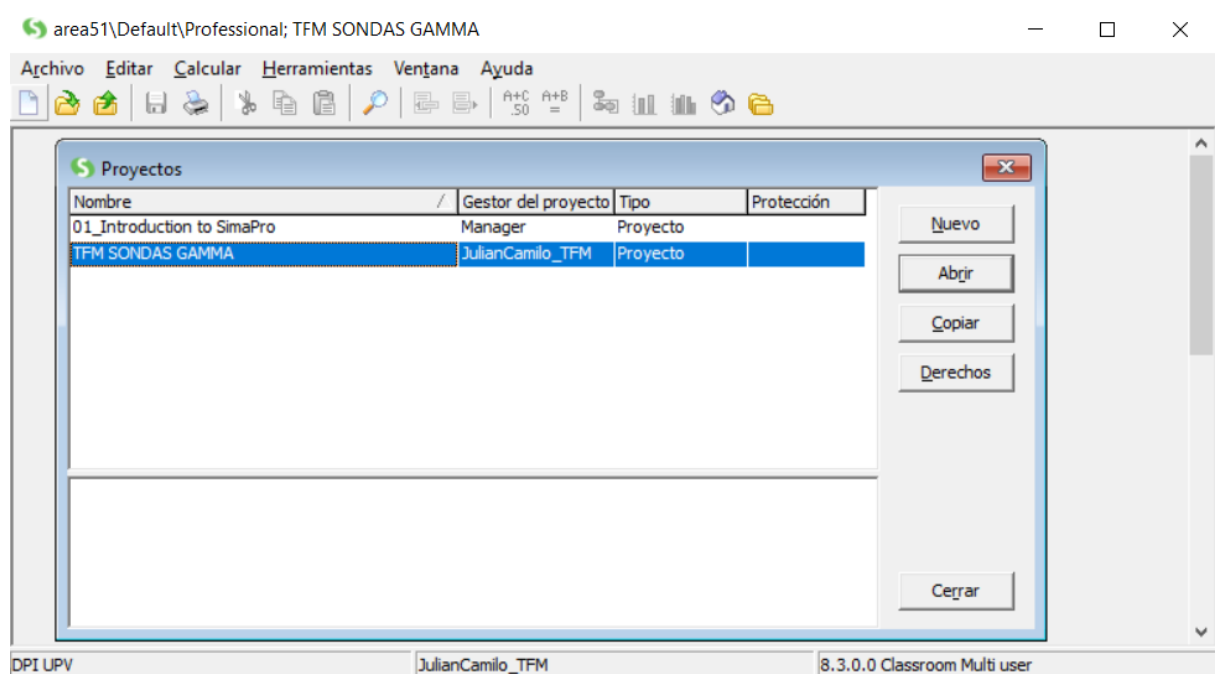 area51\Default\Professional; TFM SONDAS GAMMA
Archivo Editar Calcular Herramientas Ventana Ayuda
A+C .50 A+B =
Proyectos
Nombre / Gestor del proyecto Tipo Protección
01_Introduction to SimaPro Manager Proyecto
TFM SONDAS GAMMA JulianCamilo_TFM Proyecto
Nuevo
Abrir
Copiar
Derechos
Cerrar
DPI UPV JulianCamilo_TFM 8.3.0.0 Classroom Multi user